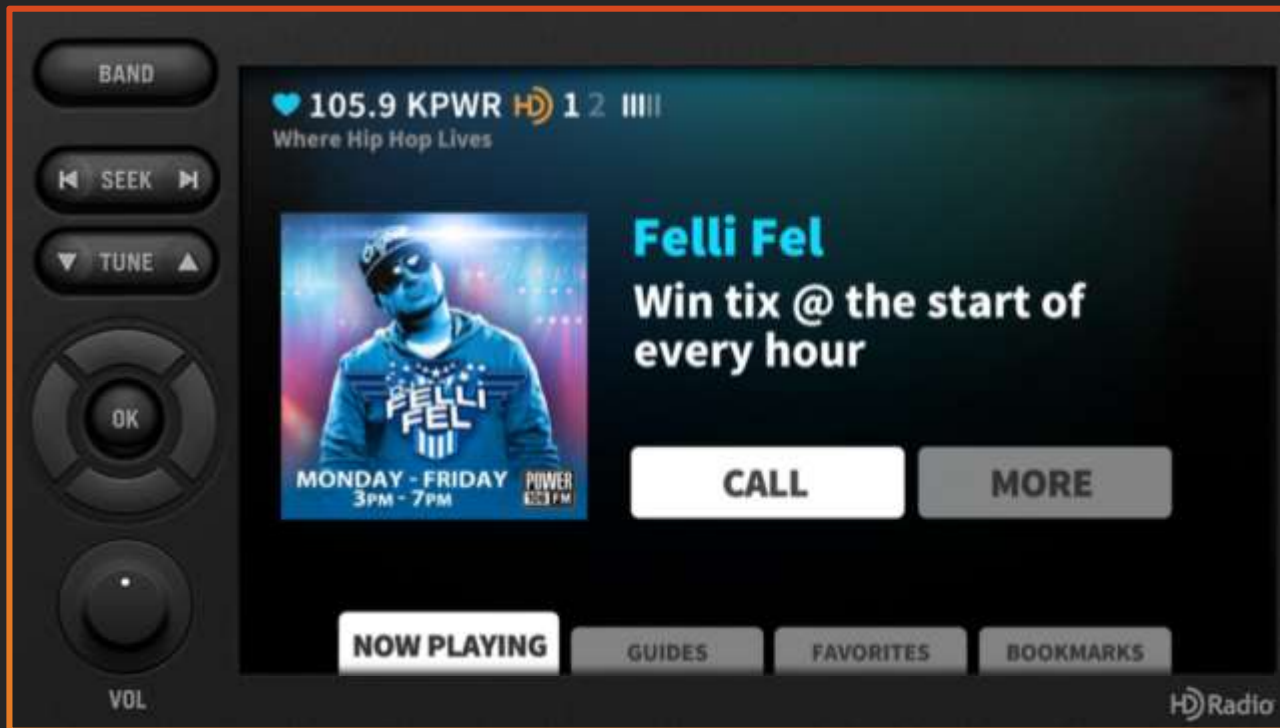 BAND
105.9 KPWR HD 1 2
Where Hip Hop Lives
SEEK
TUNE
Felli Fel
Win tix @ the start of
every hour
FELLI
FEL
OK
MONDAY - FRIDAY
3PM - 7PM
POWER
106 FM
CALL
MORE
NOW PLAYING
GUIDES
FAVORITES
BOOKMARKS
VOL
HD Radio